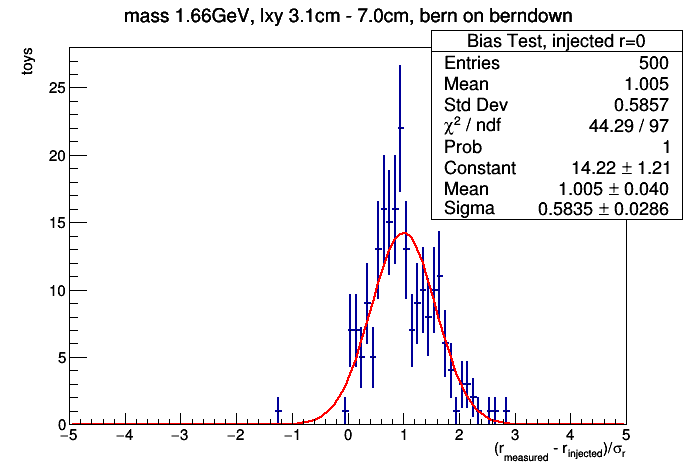 mass 1.66GeV, lxy 3.1cm - 7.0cm, bern on berndown
toys
Bias Test, injected r=0
Entries 500
Mean 1.005
Std Dev 0.5857
χ² / ndf 44.29 / 97
Prob 1
Constant 14.22 ± 1.21
Mean 1.005 ± 0.040
Sigma 0.5835 ± 0.0286
25
20
15
10
5
0
−5 −4 −3 −2 −1 0 1 2 3 4 5
(r_measured - r_injected)/σ_r